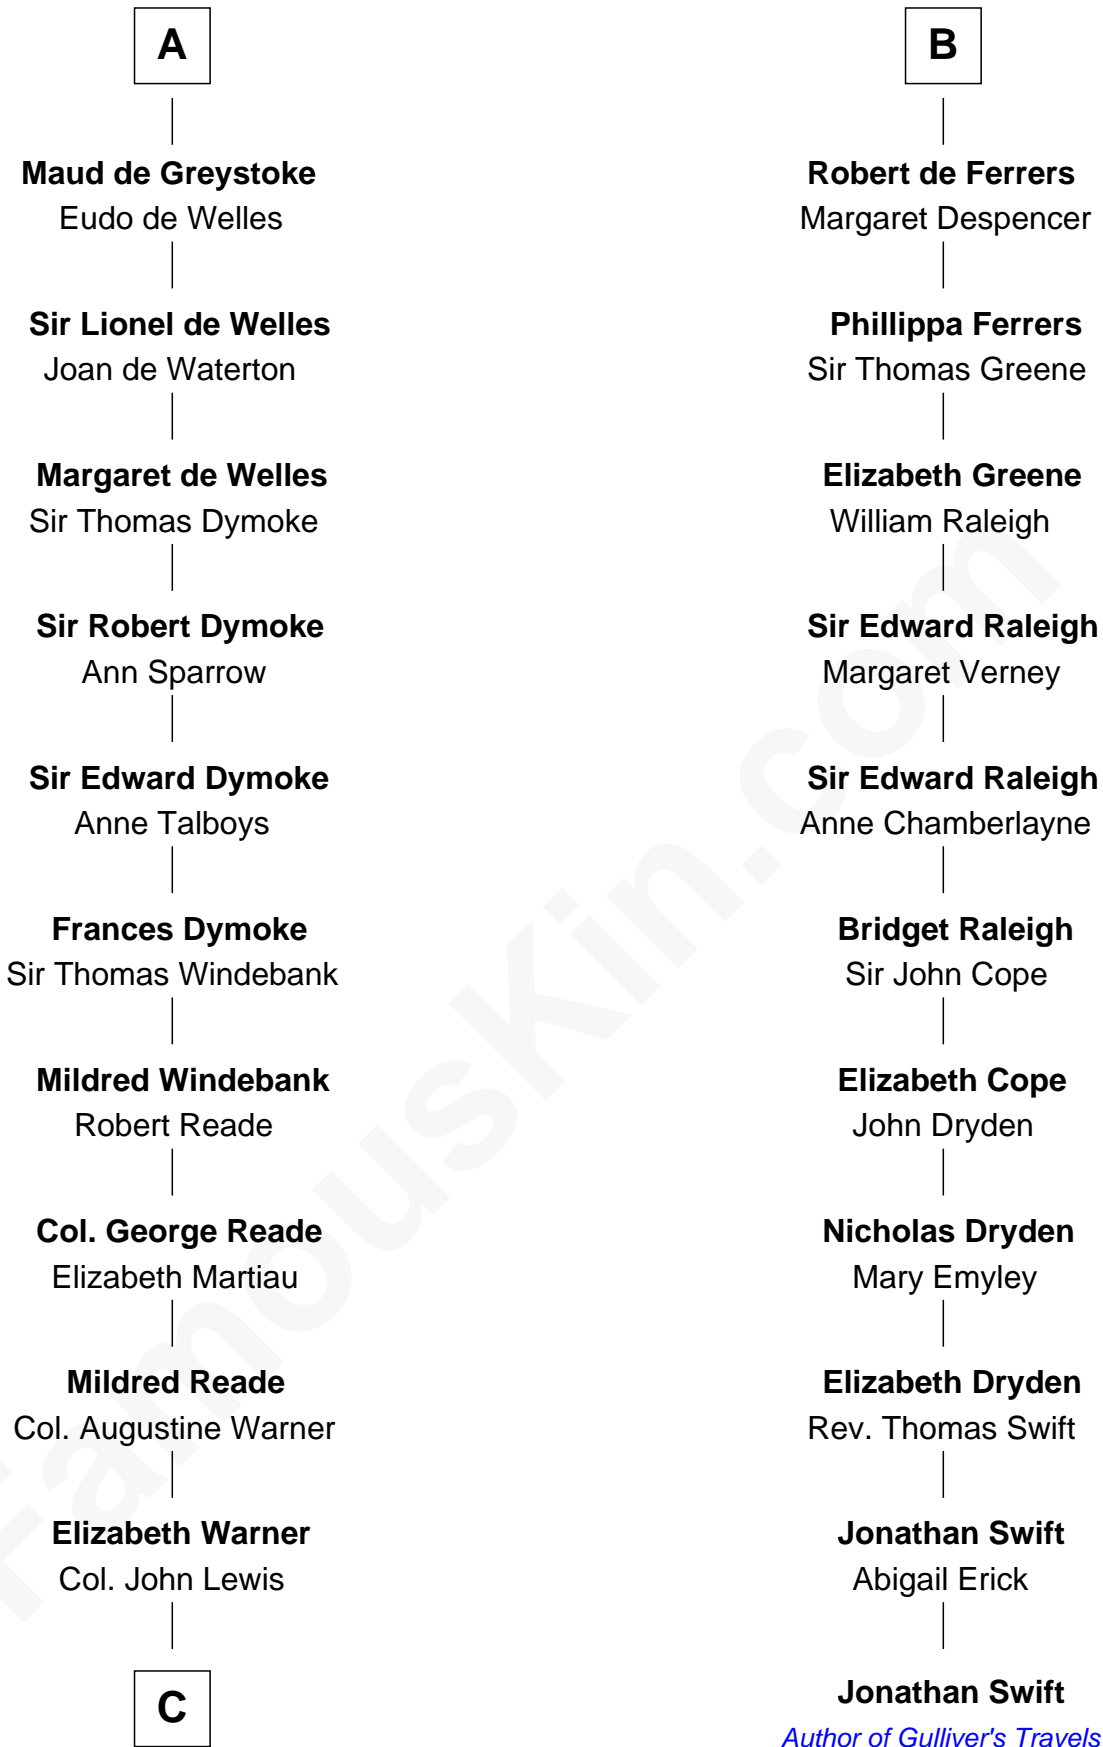 A
Maud de Greystoke
Eudo de Welles
Sir Lionel de Welles
Joan de Waterton
Margaret de Welles
Sir Thomas Dymoke
Sir Robert Dymoke
Ann Sparrow
Sir Edward Dymoke
Anne Talboys
Frances Dymoke
Sir Thomas Windebank
Mildred Windebank
Robert Reade
Col. George Reade
Elizabeth Martiau
Mildred Reade
Col. Augustine Warner
Elizabeth Warner
Col. John Lewis
C
B
Robert de Ferrers
Margaret Despencer
Phillippa Ferrers
Sir Thomas Greene
Elizabeth Greene
William Raleigh
Sir Edward Raleigh
Margaret Verney
Sir Edward Raleigh
Anne Chamberlayne
Bridget Raleigh
Sir John Cope
Elizabeth Cope
John Dryden
Nicholas Dryden
Mary Emyley
Elizabeth Dryden
Rev. Thomas Swift
Jonathan Swift
Abigail Erick
Jonathan Swift
Author of Gulliver's Travels
FamousKin.com